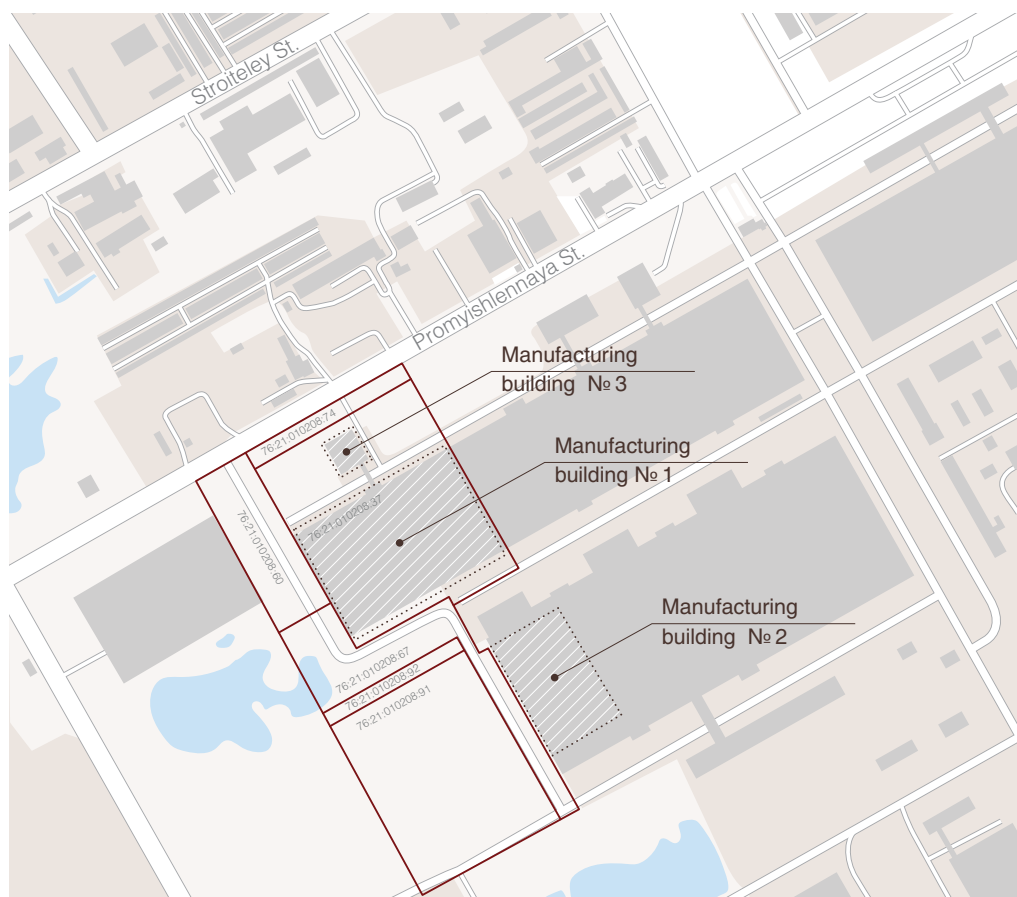 Stroiteley St.
Promyishlennaya St.
Manufacturing
building № 3
76:21:010208:74
Manufacturing
building № 1
76:21:010208:37
76:21:010208:60
Manufacturing
building № 2
76:21:010208:67
76:21:010208:92
76:21:010208:91